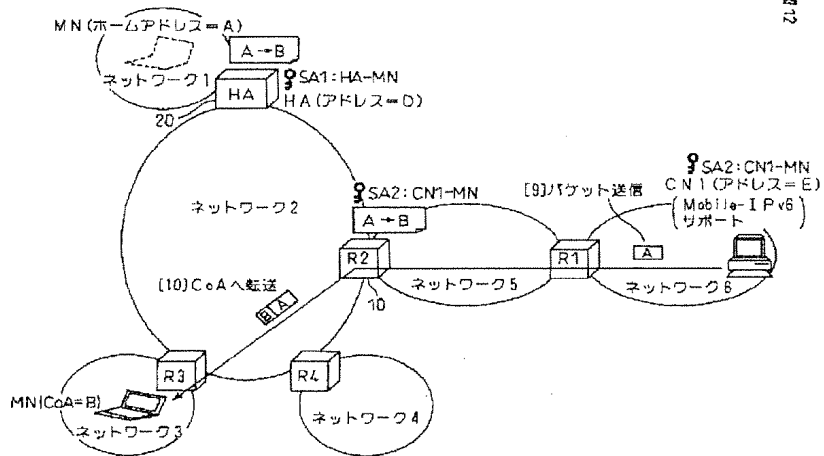 図12
MN(ホームアドレス=A)
A→B
ネットワーク1
HA
SA1:HA-MN
HA(アドレス=D)
20
SA2:CN1-MN
CN1(アドレス=E)
(Mobile-IPv6
サポート)
[9]パケット送信
A
SA2:CN1-MN
A→B
ネットワーク2
R2
R1
10
ネットワーク5
ネットワーク6
[10]CoAへ転送
B A
R3
R4
MN(CoA=B)
ネットワーク3
ネットワーク4